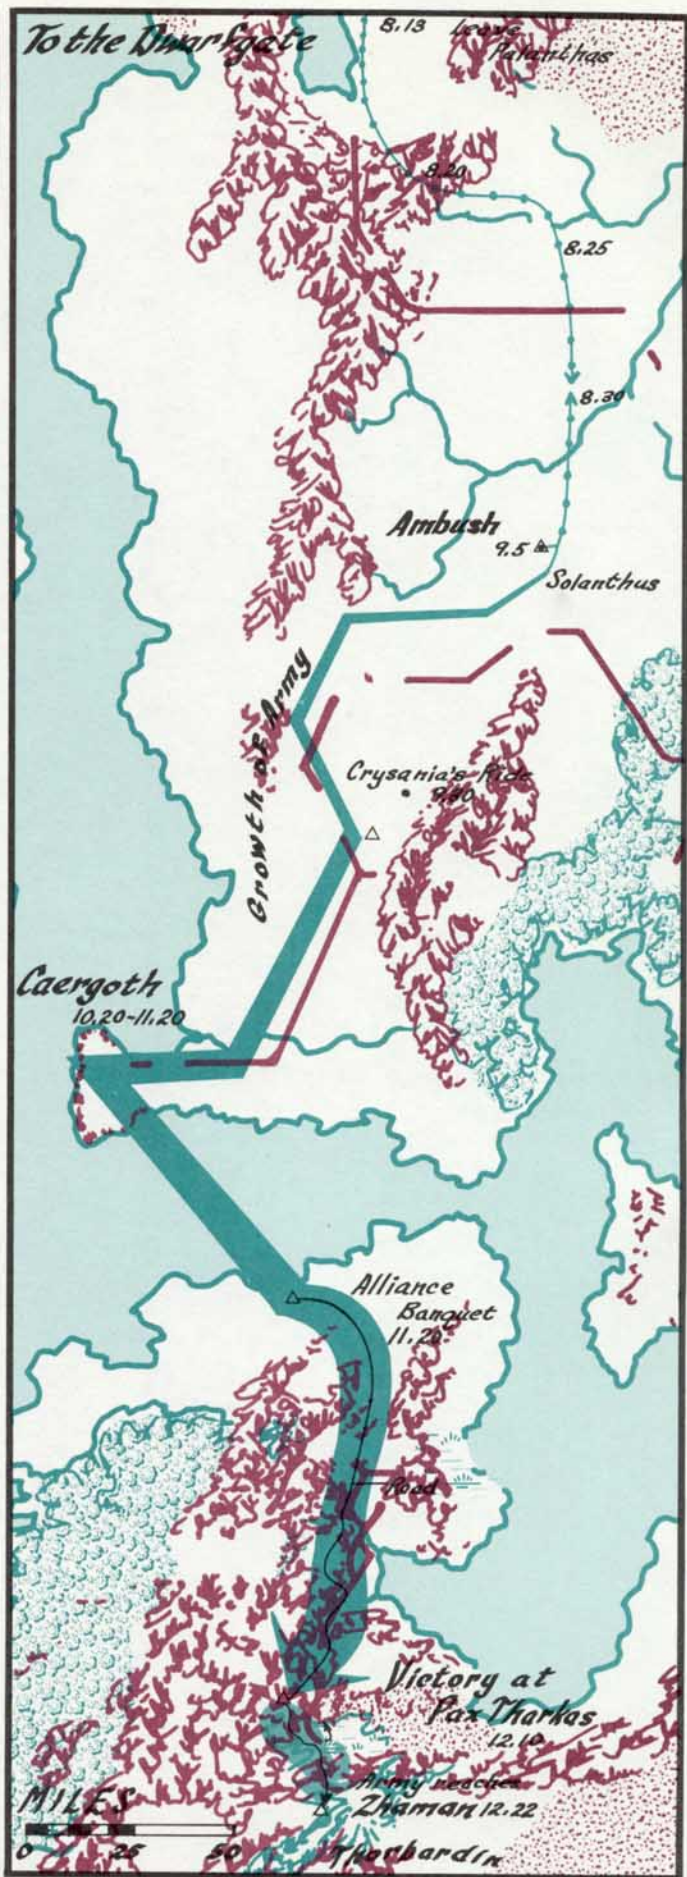 To the Dwarfgate
8.13
Leave
Palanthas
8.20
8.25
8.30
Ambush
9.5
Solanthus
Growth of Army
Crysania's Ride
9.30
Caergoth
10.20-11.20
Alliance
Banquet
11.20
Road
Victory at
Pax Tharkas
12.10
Army reaches
Zhaman 12.22
MILES
0 25 50
Thorbardin